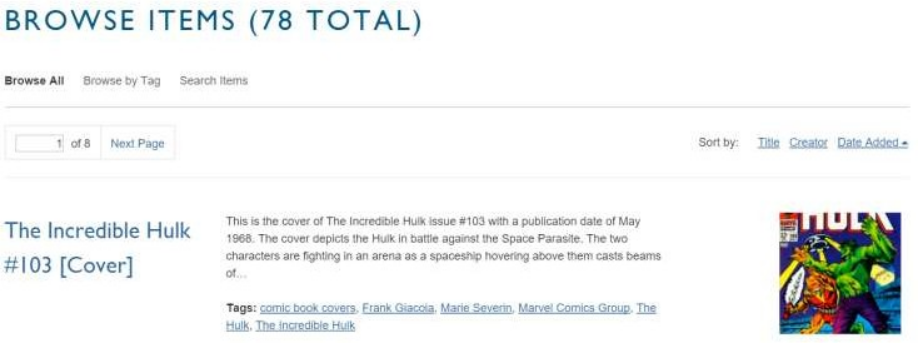 BROWSE ITEMS (78 TOTAL)
Browse All Browse by Tag Search Items
1 of 8 Next Page Sort by: Title Creator Date Added
The Incredible Hulk
#103 [Cover]
This is the cover of The Incredible Hulk issue #103 with a publication date of May
1968. The cover depicts the Hulk in battle against the Space Parasite. The two
characters are fighting in an arena as a spaceship hovering above them casts beams
of…
Tags: comic book covers, Frank Giacoia, Marie Severin, Marvel Comics Group, The
Hulk, The Incredible Hulk
HULK